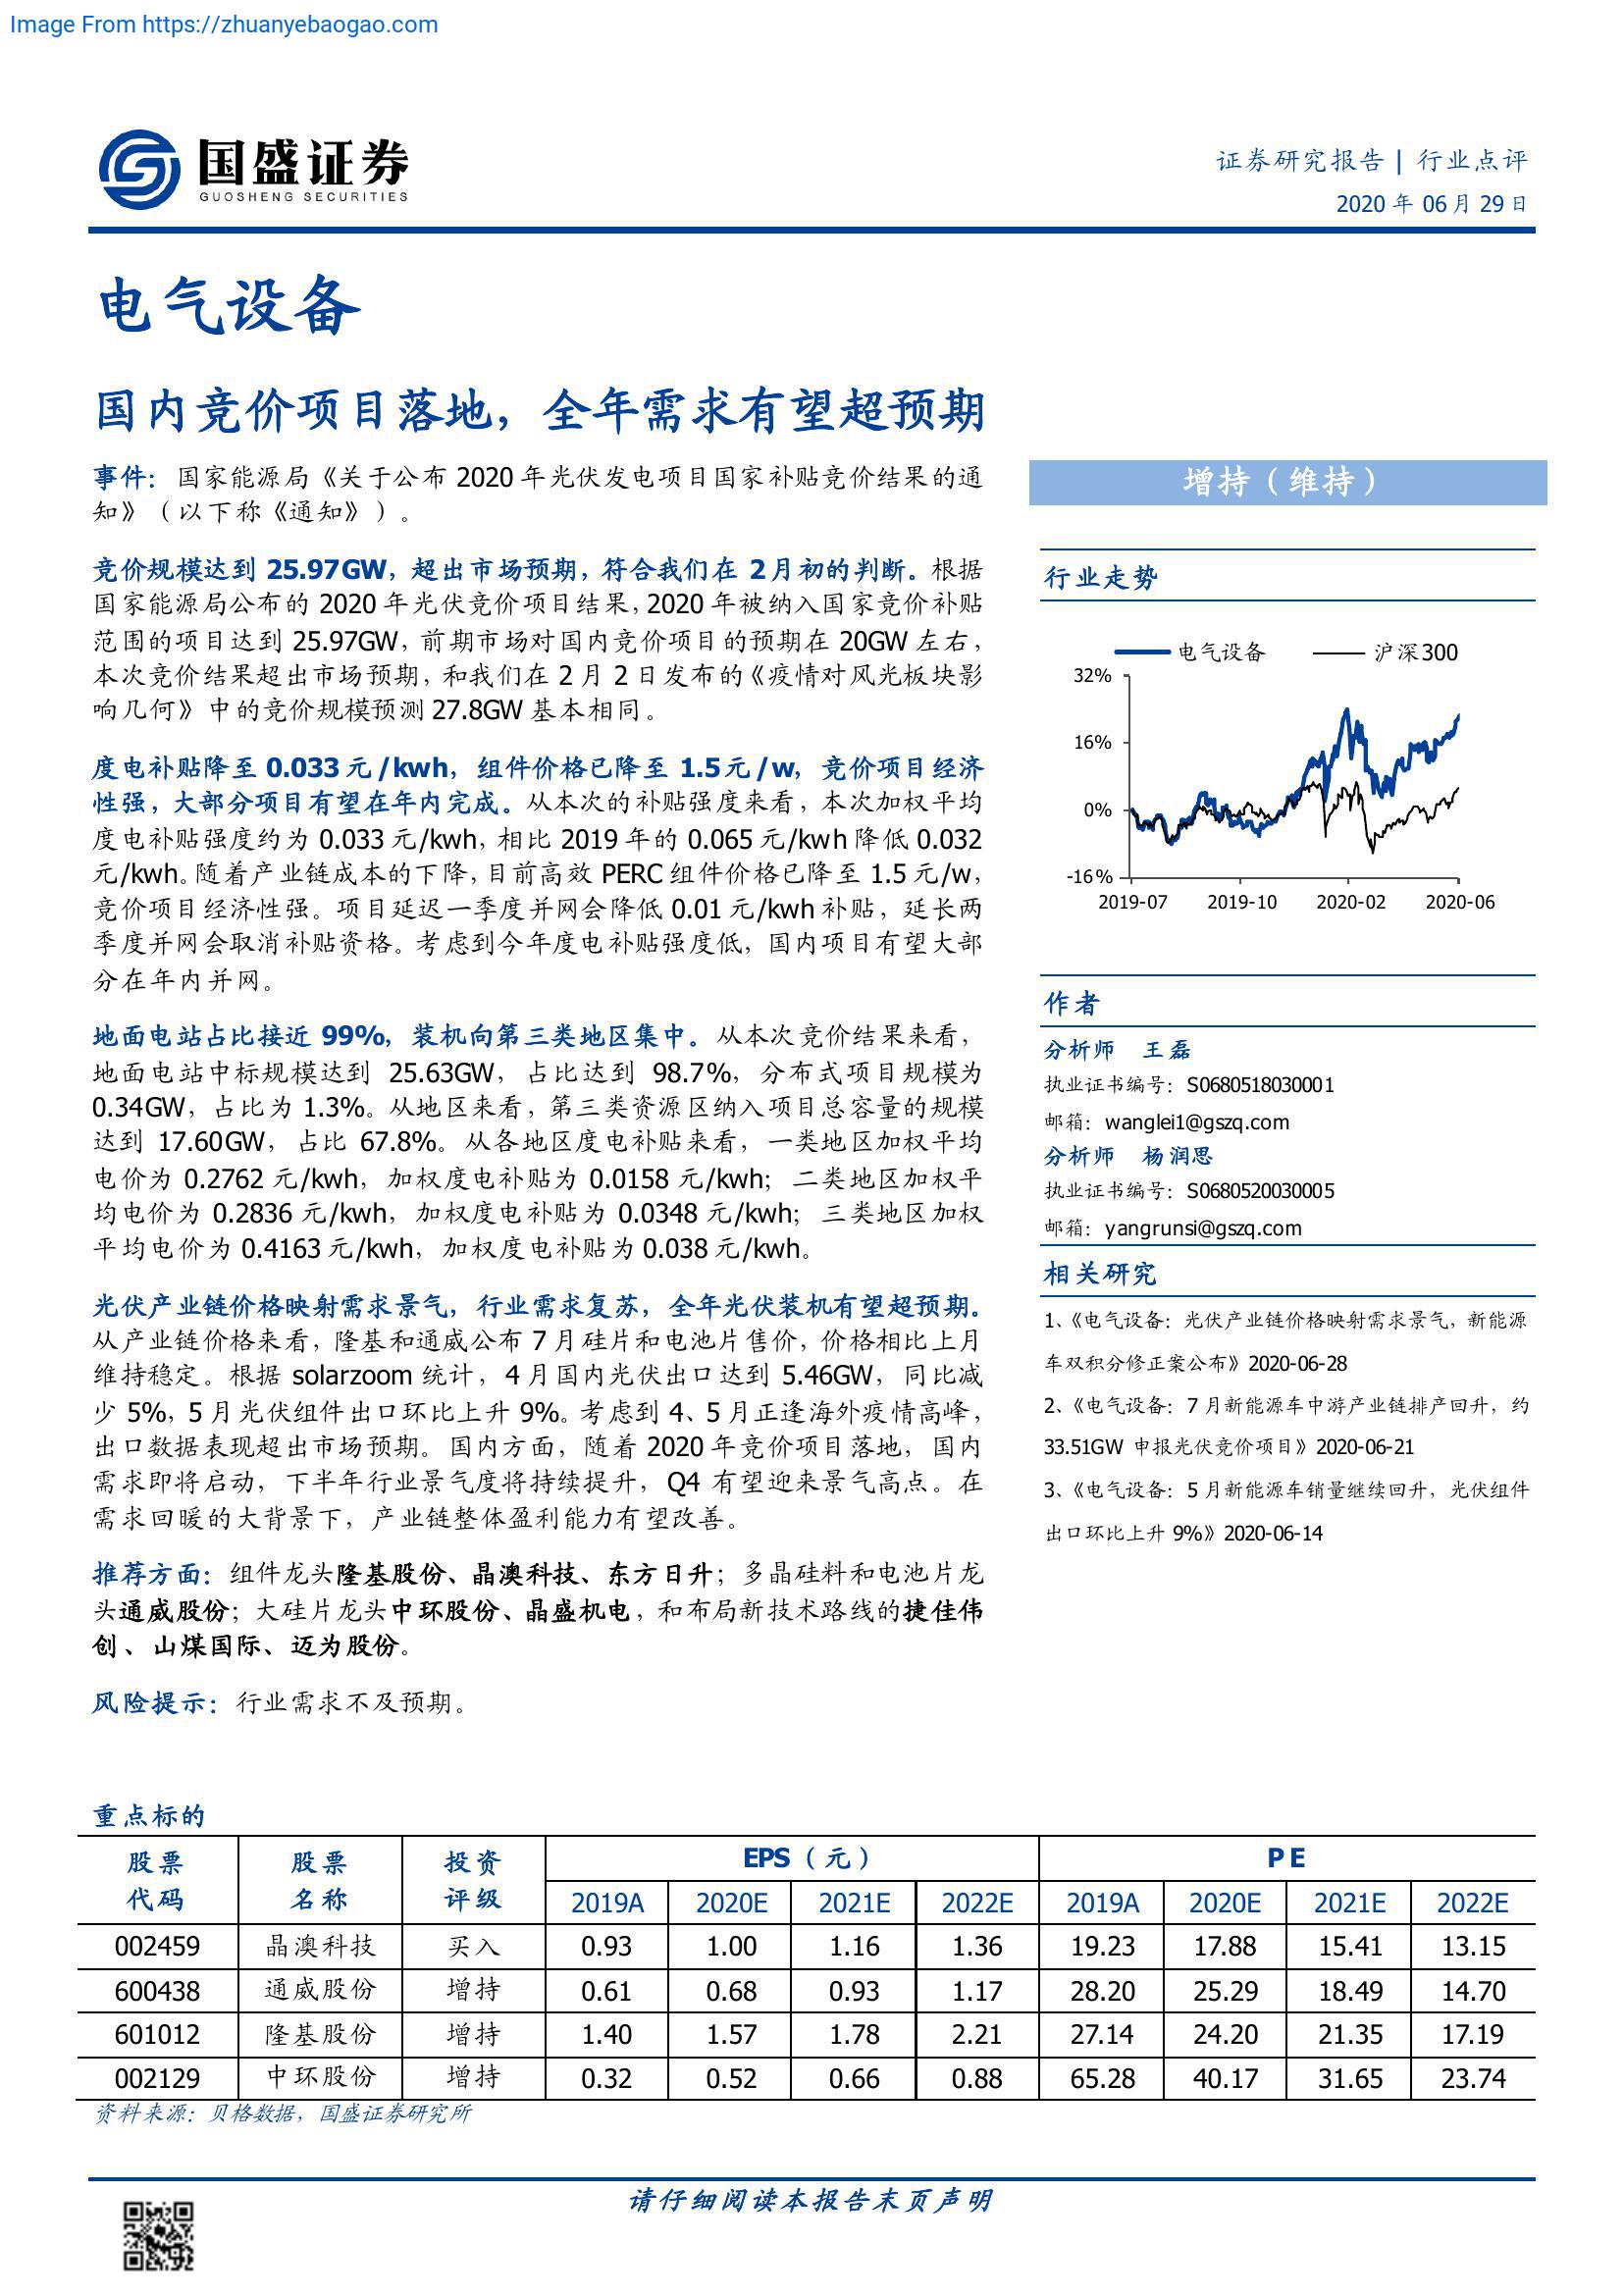 Image From https://zhuanyebaogao.com
国盛证券
GUOSHENG SECURITIES
证券研究报告 | 行业点评
2020 年 06 月 29 日
电气设备
国内竞价项目落地，全年需求有望超预期
事件：国家能源局《关于公布 2020 年光伏发电项目国家补贴竞价结果的通
知》（以下称《通知》）。
竞价规模达到 25.97GW，超出市场预期，符合我们在 2 月初的判断。根据
国家能源局公布的 2020 年光伏竞价项目结果，2020 年被纳入国家竞价补贴
范围的项目达到 25.97GW，前期市场对国内竞价项目的预期在 20GW 左右，
本次竞价结果超出市场预期，和我们在 2 月 2 日发布的《疫情对风光板块影
响几何》中的竞价规模预测 27.8GW 基本相同。
度电补贴降至 0.033 元/kwh，组件价格已降至 1.5元/w，竞价项目经济
性强，大部分项目有望在年内完成。从本次的补贴强度来看，本次加权平均
度电补贴强度约为 0.033 元/kwh，相比 2019 年的 0.065 元/kwh 降低 0.032
元/kwh。随着产业链成本的下降，目前高效 PERC 组件价格已降至 1.5 元/w，
竞价项目经济性强。项目延迟一季度并网会降低 0.01 元/kwh 补贴，延长两
季度并网会取消补贴资格。考虑到今年度电补贴强度低，国内项目有望大部
分在年内并网。
地面电站占比接近 99%，装机向第三类地区集中。从本次竞价结果来看，
地面电站中标规模达到 25.63GW，占比达到 98.7%，分布式项目规模为
0.34GW，占比为 1.3%。从地区来看，第三类资源区纳入项目总容量的规模
达到 17.60GW，占比 67.8%。从各地区度电补贴来看，一类地区加权平均
电价为 0.2762 元/kwh，加权度电补贴为 0.0158 元/kwh；二类地区加权平
均电价为 0.2836 元/kwh，加权度电补贴为 0.0348 元/kwh；三类地区加权
平均电价为 0.4163 元/kwh，加权度电补贴为 0.038 元/kwh。
光伏产业链价格映射需求景气，行业需求复苏，全年光伏装机有望超预期。
从产业链价格来看，隆基和通威公布 7 月硅片和电池片售价，价格相比上月
维持稳定。根据 solarzoom 统计，4 月国内光伏出口达到 5.46GW，同比减
少 5%，5 月光伏组件出口环比上升 9%。考虑到 4、5 月正逢海外疫情高峰，
出口数据表现超出市场预期。国内方面，随着 2020 年竞价项目落地，国内
需求即将启动，下半年行业景气度将持续提升，Q4 有望迎来景气高点。在
需求回暖的大背景下，产业链整体盈利能力有望改善。
推荐方面：组件龙头隆基股份、晶澳科技、东方日升；多晶硅料和电池片龙
头通威股份；大硅片龙头中环股份、晶盛机电，和布局新技术路线的捷佳伟
创、山煤国际、迈为股份。
风险提示：行业需求不及预期。
增持（维持）
行业走势
电气设备 沪深300
32%
16%
0%
-16%
2019-07 2019-10 2020-02 2020-06
作者
分析师 王磊
执业证书编号：S0680518030001
邮箱：wanglei1@gszq.com
分析师 杨润思
执业证书编号：S0680520030005
邮箱：yangrunsi@gszq.com
相关研究
1、《电气设备：光伏产业链价格映射需求景气，新能源
车双积分修正案公布》2020-06-28
2、《电气设备：7 月新能源车中游产业链排产回升，约
33.51GW 申报光伏竞价项目》2020-06-21
3、《电气设备：5 月新能源车销量继续回升，光伏组件
出口环比上升 9%》2020-06-14
重点标的
股票 股票 投资 EPS（元） PE
代码 名称 评级 2019A 2020E 2021E 2022E 2019A 2020E 2021E 2022E
002459 晶澳科技 买入 0.93 1.00 1.16 1.36 19.23 17.88 15.41 13.15
600438 通威股份 增持 0.61 0.68 0.93 1.17 28.20 25.29 18.49 14.70
601012 隆基股份 增持 1.40 1.57 1.78 2.21 27.14 24.20 21.35 17.19
002129 中环股份 增持 0.32 0.52 0.66 0.88 65.28 40.17 31.65 23.74
资料来源：贝格数据，国盛证券研究所
请仔细阅读本报告末页声明